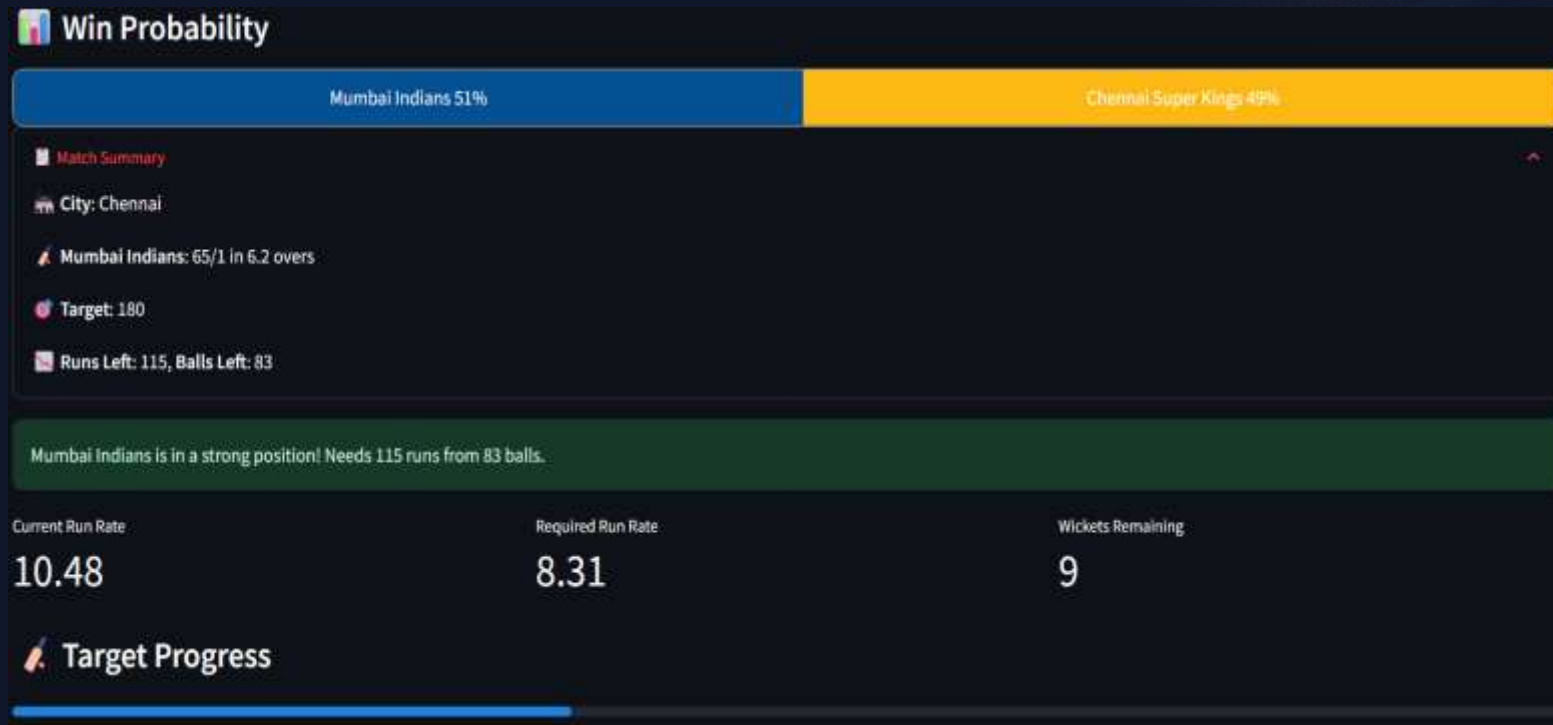 Win Probability
Mumbai Indians 51%
Chennai Super Kings 49%
Match Summary
City: Chennai
Mumbai Indians: 65/1 in 6.2 overs
Target: 180
Runs Left: 115, Balls Left: 83
Mumbai Indians is in a strong position! Needs 115 runs from 83 balls.
Current Run Rate
Required Run Rate
Wickets Remaining
10.48
8.31
9
Target Progress